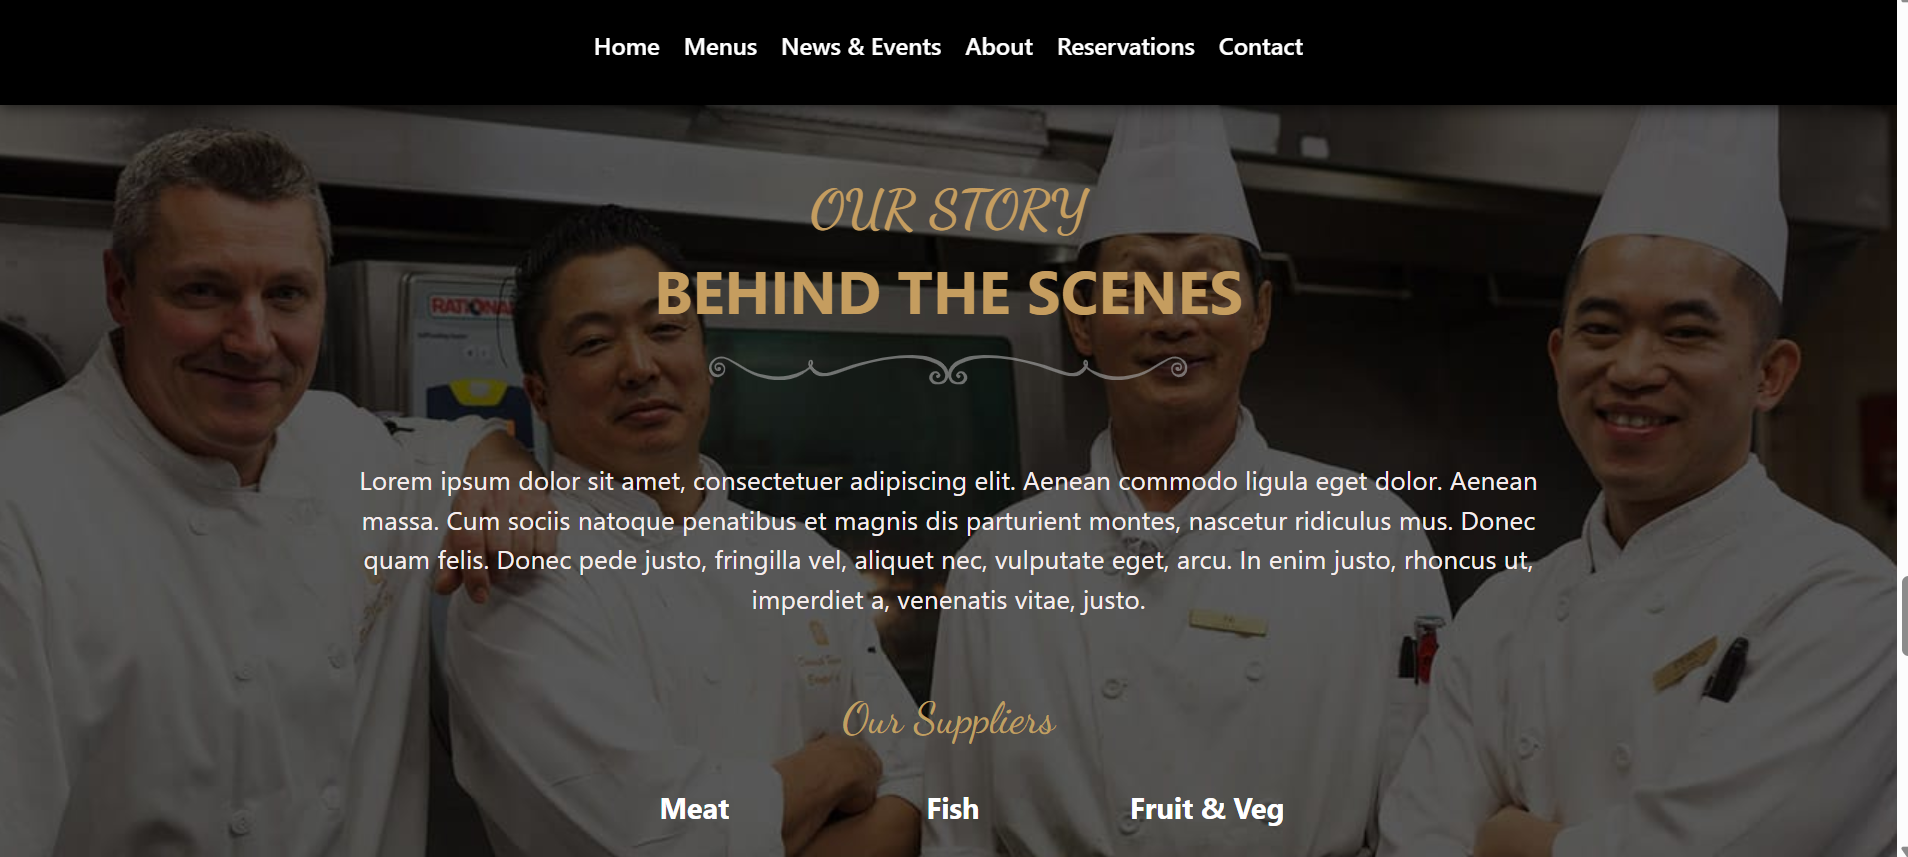 Home Menus News & Events About Reservations Contact
OUR STORY
BEHIND THE SCENES
RATIONAL
Lorem ipsum dolor sit amet, consectetuer adipiscing elit. Aenean commodo ligula eget dolor. Aenean
massa. Cum sociis natoque penatibus et magnis dis parturient montes, nascetur ridiculus mus. Donec
quam felis. Donec pede justo, fringilla vel, aliquet nec, vulputate eget, arcu. In enim justo, rhoncus ut,
imperdiet a, venenatis vitae, justo.
Our Suppliers
Meat Fish Fruit & Veg